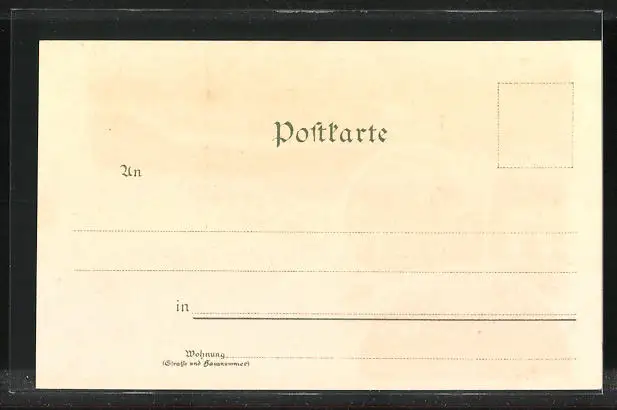 Postkarte
An
in
Wohnung
(Straße und Hausnummer)